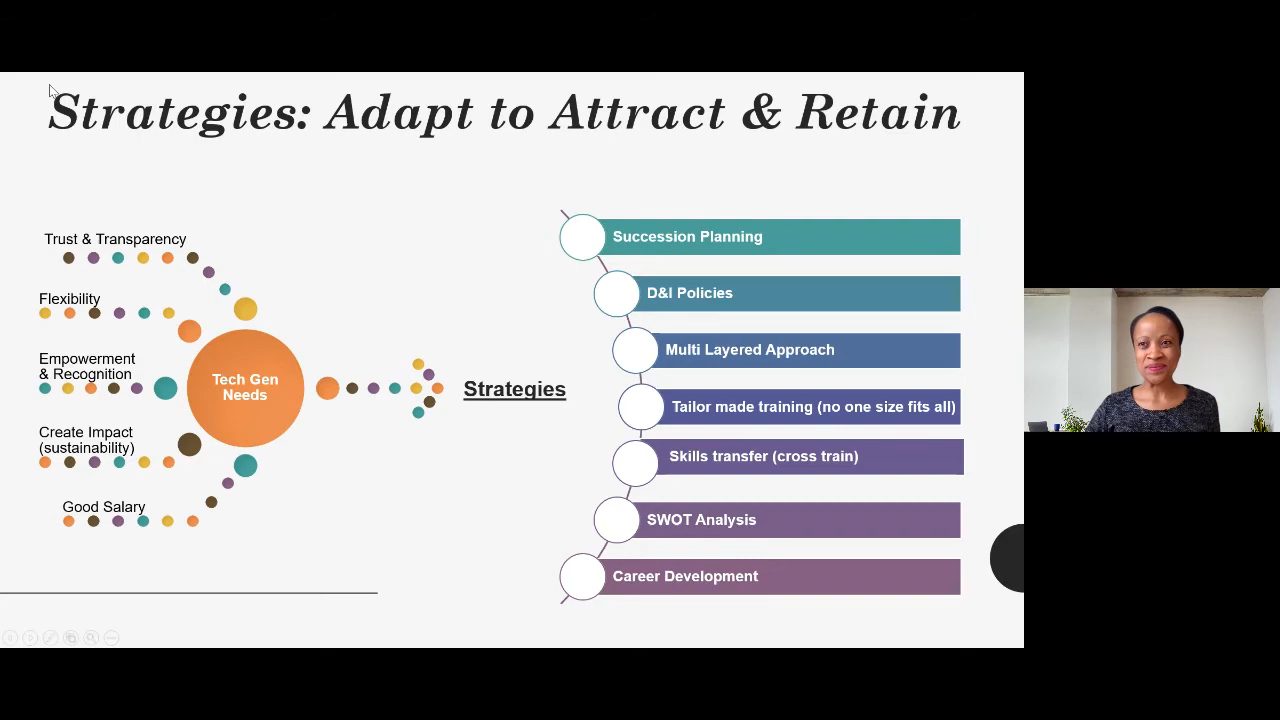 Strategies: Adapt to Attract & Retain
Trust & Transparency
Flexibility
Empowerment
& Recognition
Create Impact
(sustainability)
Good Salary
Tech Gen
Needs
Strategies
Succession Planning
D&I Policies
Multi Layered Approach
Tailor made training (no one size fits all)
Skills transfer (cross train)
SWOT Analysis
Career Development